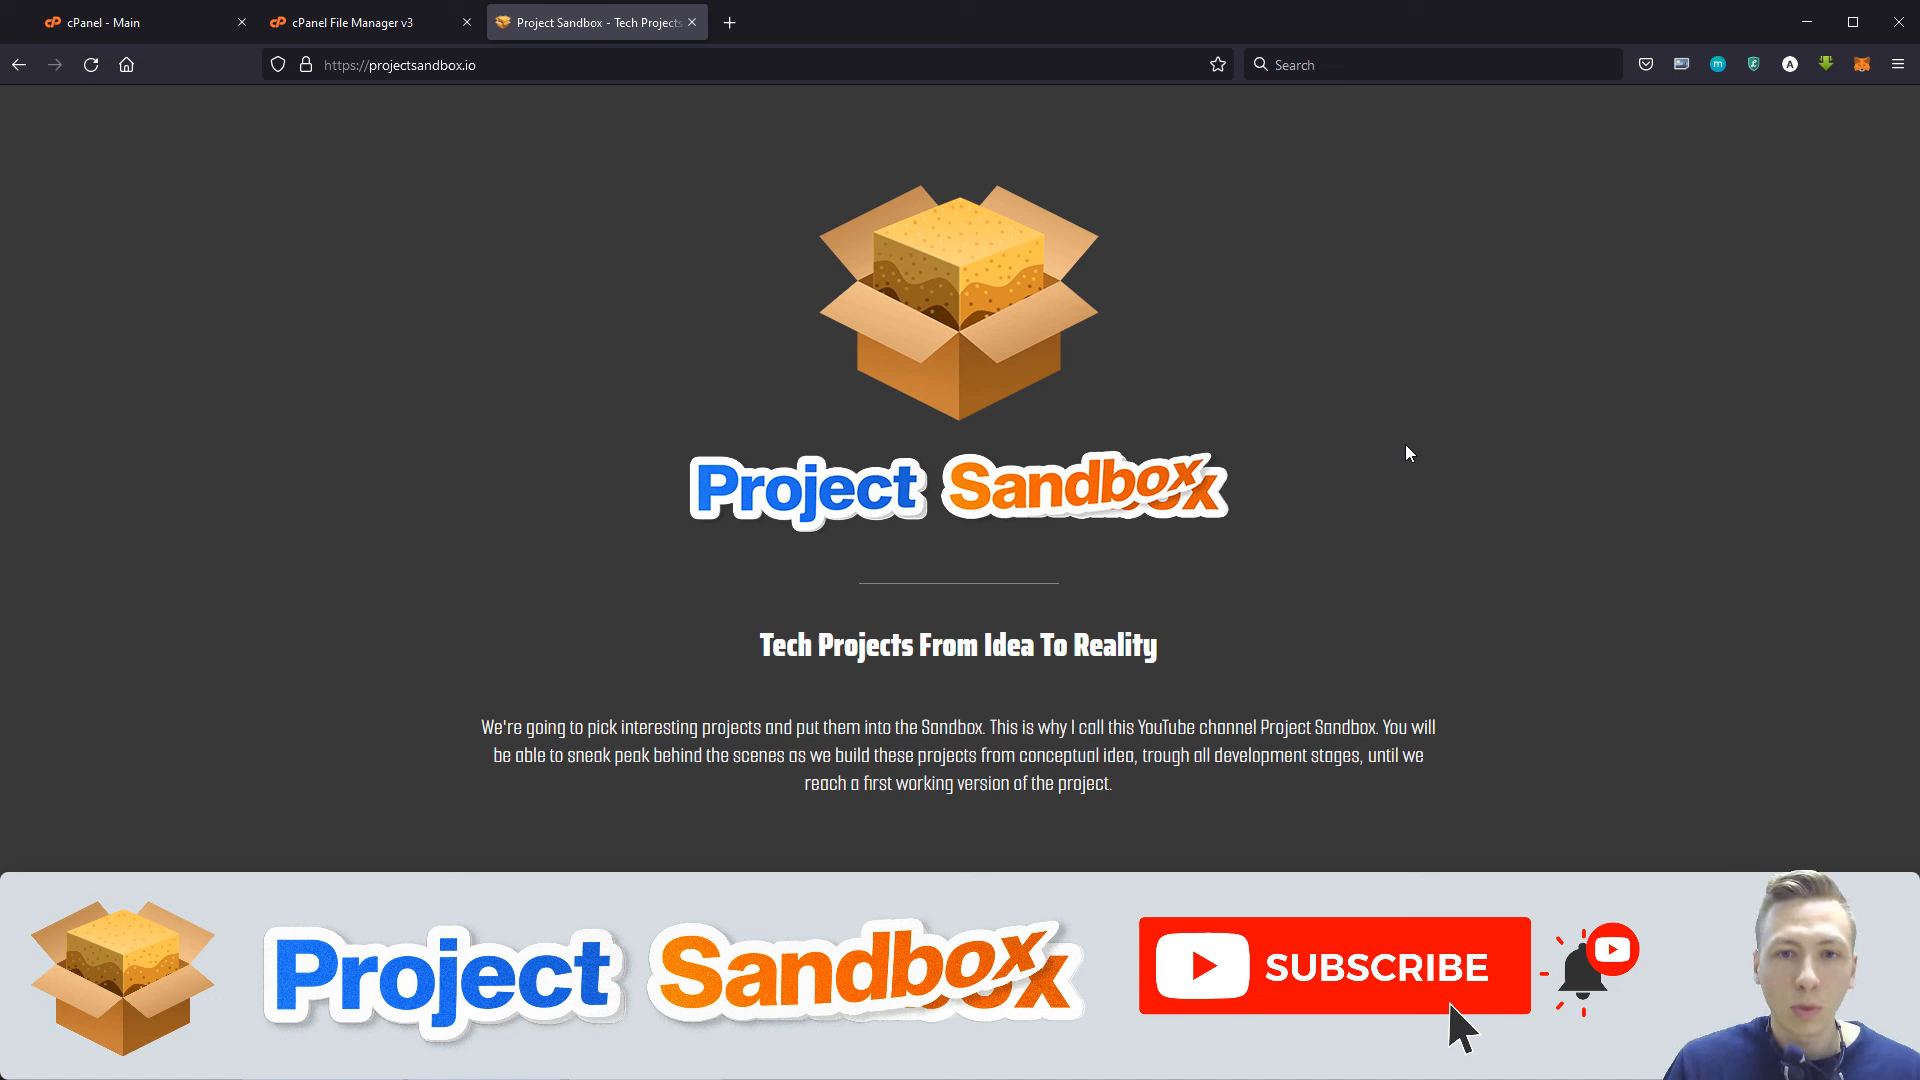 cPanel - Main
cPanel File Manager v3
Project Sandbox - Tech Projects
https://projectsandbox.io
Search
m
£
A
Project Sandbox
Tech Projects From Idea To Reality
We're going to pick interesting projects and put them into the Sandbox. This is why I call this YouTube channel Project Sandbox. You will
be able to sneak peak behind the scenes as we build these projects from conceptual idea, trough all development stages, until we
reach a first working version of the project.
Project Sandbox
SUBSCRIBE